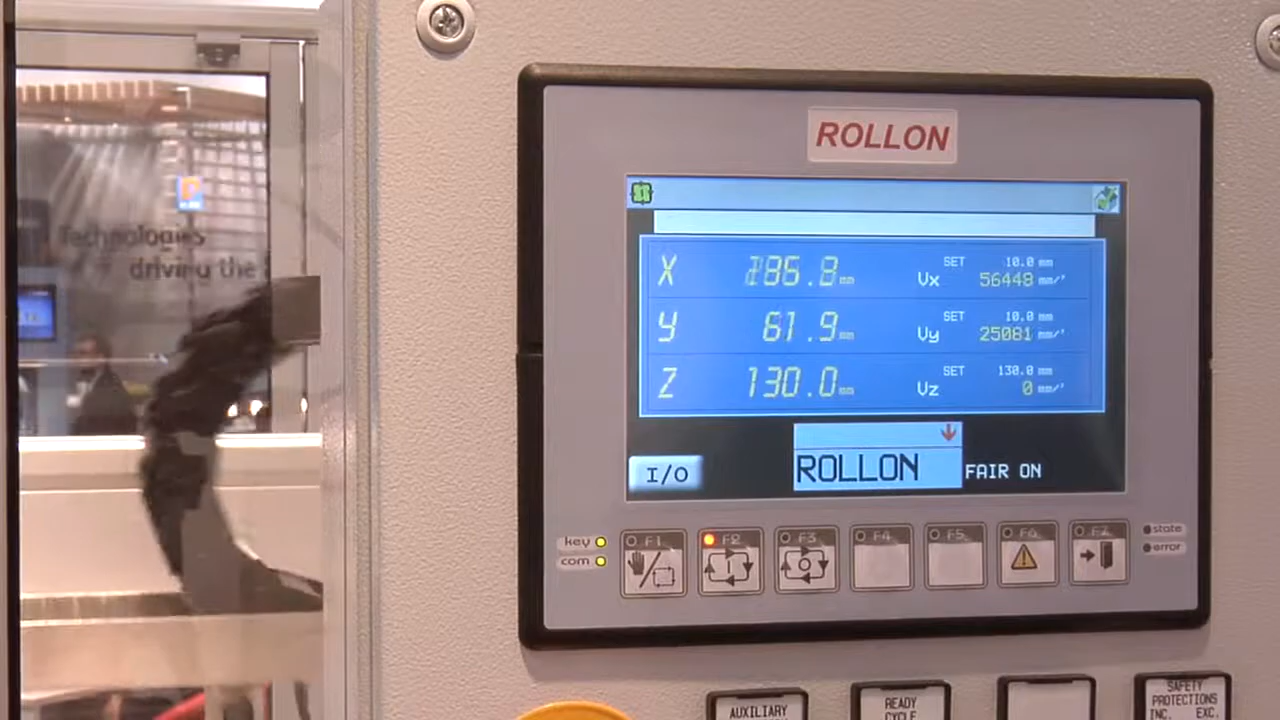 ROLLON
Technologies
driving the
X 286.8 mm SET 10.0 mm
Vx 56448 mm/'
Y 61.9 mm SET 10.0 mm
Vy 25081 mm/'
Z 130.0 mm SET 130.0 mm
Vz 0 mm/'
I/O ROLLON FAIR ON
key F1 F2 F3 F4 F5 F6 F7 state
com error
AUXILIARY
READY
CYCLE
SAFETY
PROTECTIONS
INC. EXC.